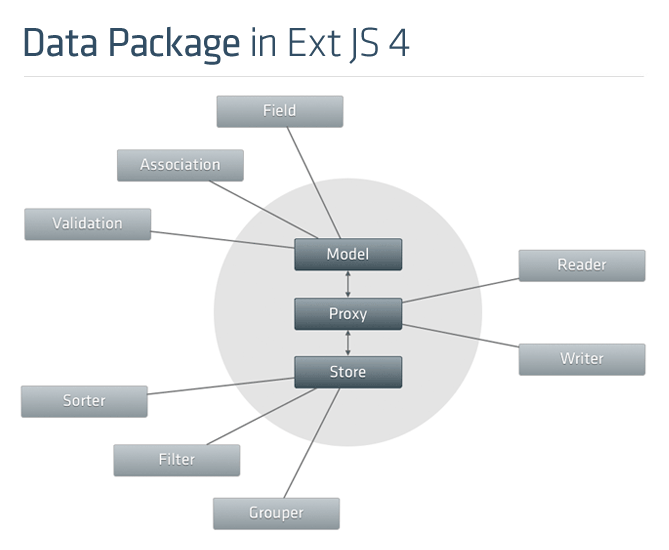 Data Package in Ext JS 4
Field
Association
Validation
Model
Reader
Proxy
Writer
Store
Sorter
Filter
Grouper